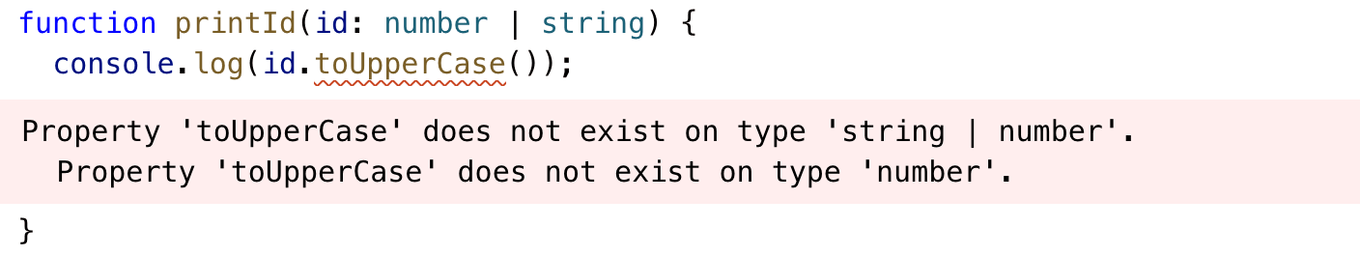 function printId(id: number | string) {
  console.log(id.toUpperCase());
Property 'toUpperCase' does not exist on type 'string | number'.
  Property 'toUpperCase' does not exist on type 'number'.
}